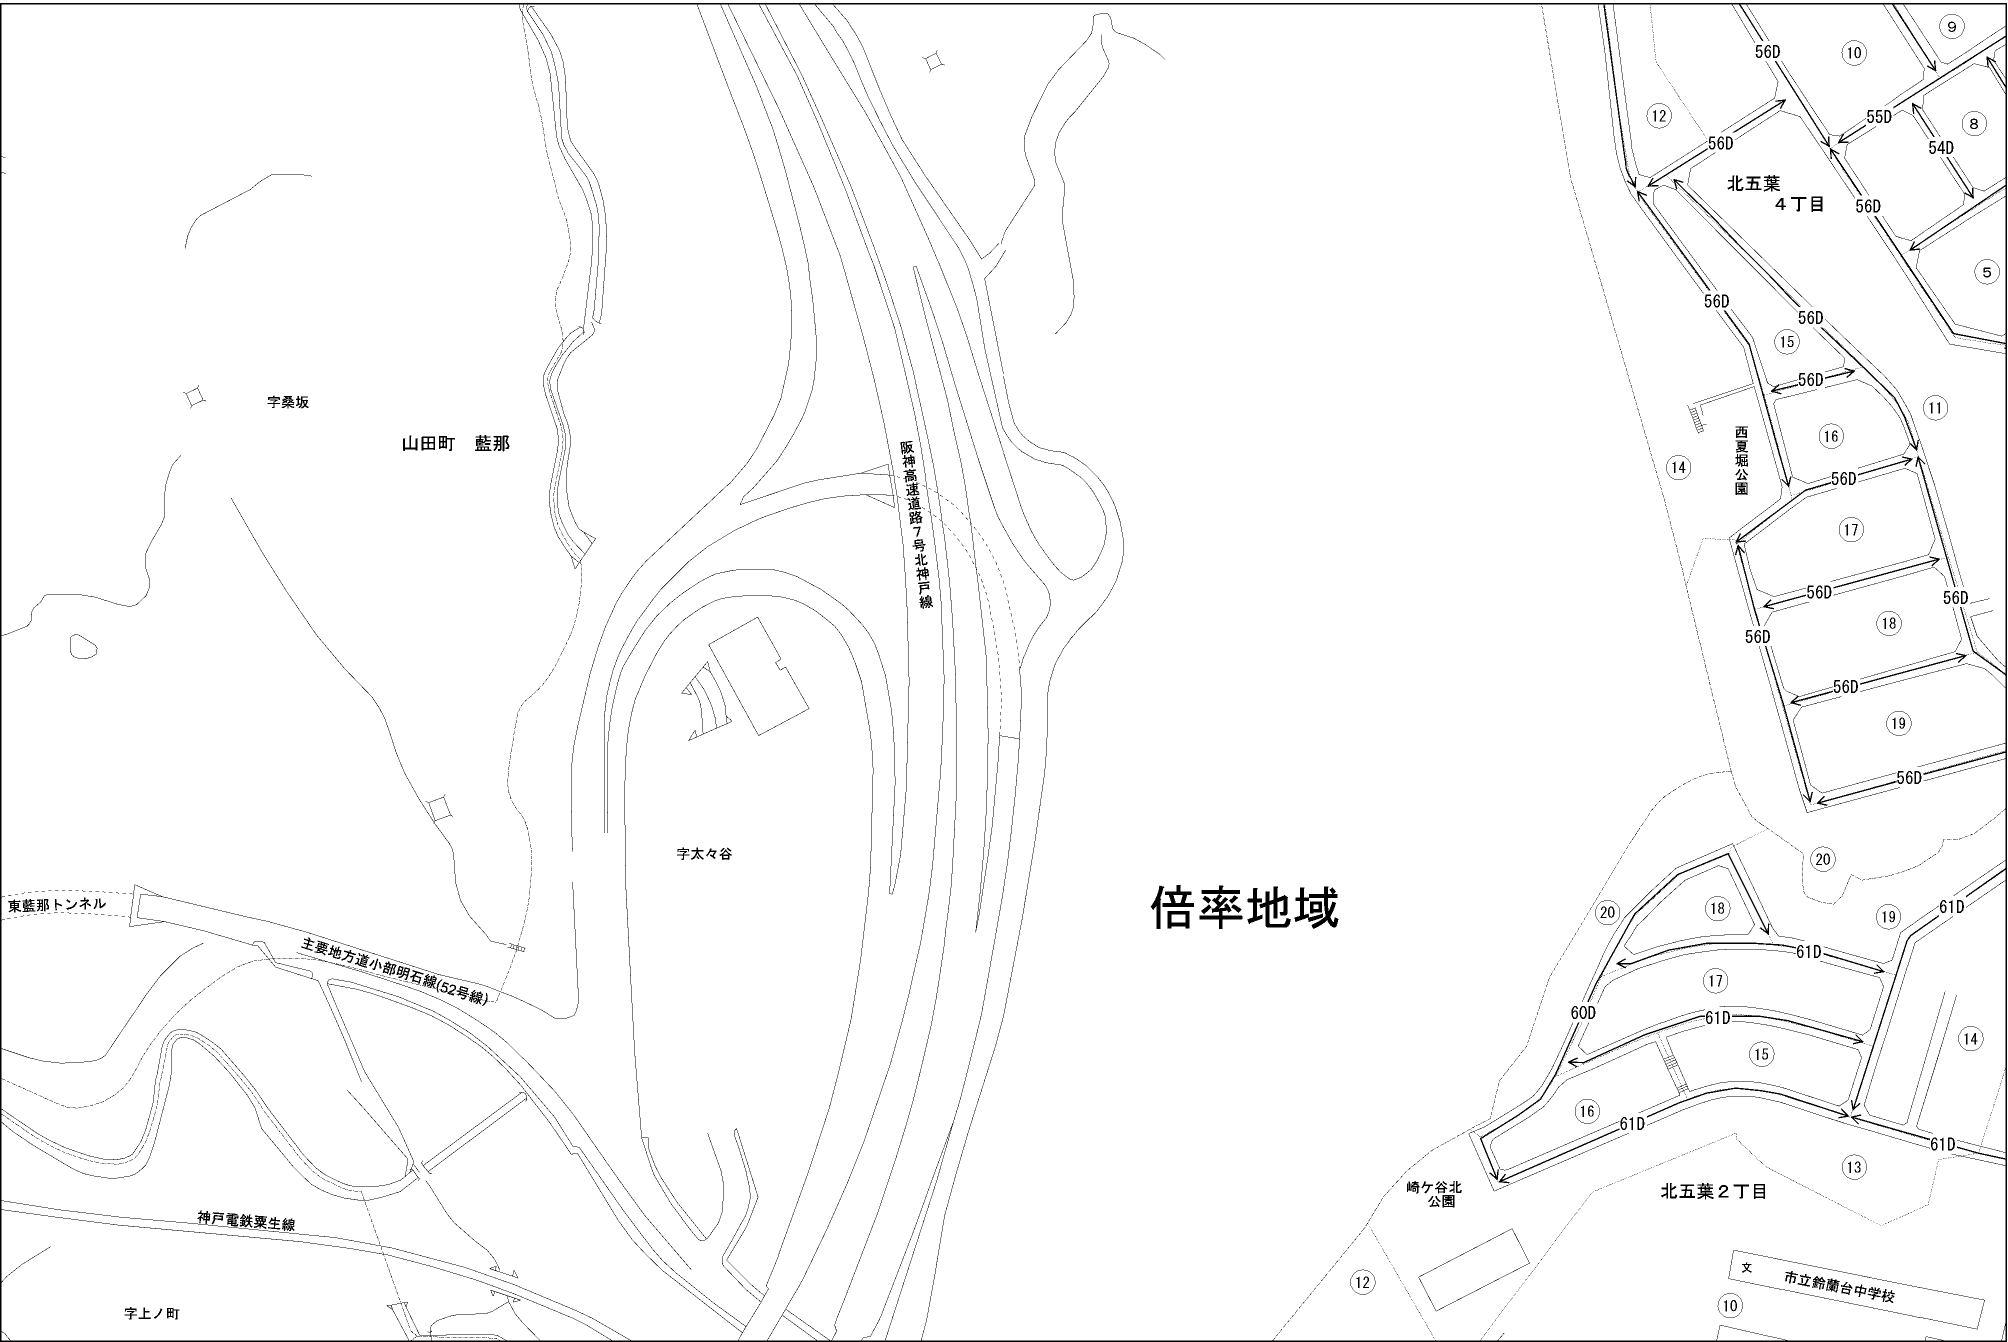 ⑨
56D
⑩
⑫
55D
⑧
56D
54D
北五葉
４丁目
56D
⑤
56D
56D
⑮
56D
字桑坂
⑪
山田町　藍那
⑯
西夏堀公園
⑭
56D
阪神高速道路７号北神戸線
⑰
56D
56D
⑱
56D
56D
⑲
56D
字太々谷
⑳
倍率地域
東藍那トンネル
⑳
⑱
⑲
61D
主要地方道小部明石線(52号線)
61D
⑰
60D
61D
⑭
⑮
⑯
61D
61D
⑬
崎ケ谷北
公園
北五葉２丁目
神戸電鉄粟生線
⑫
文
市立鈴蘭台中学校
字上ノ町
⑩